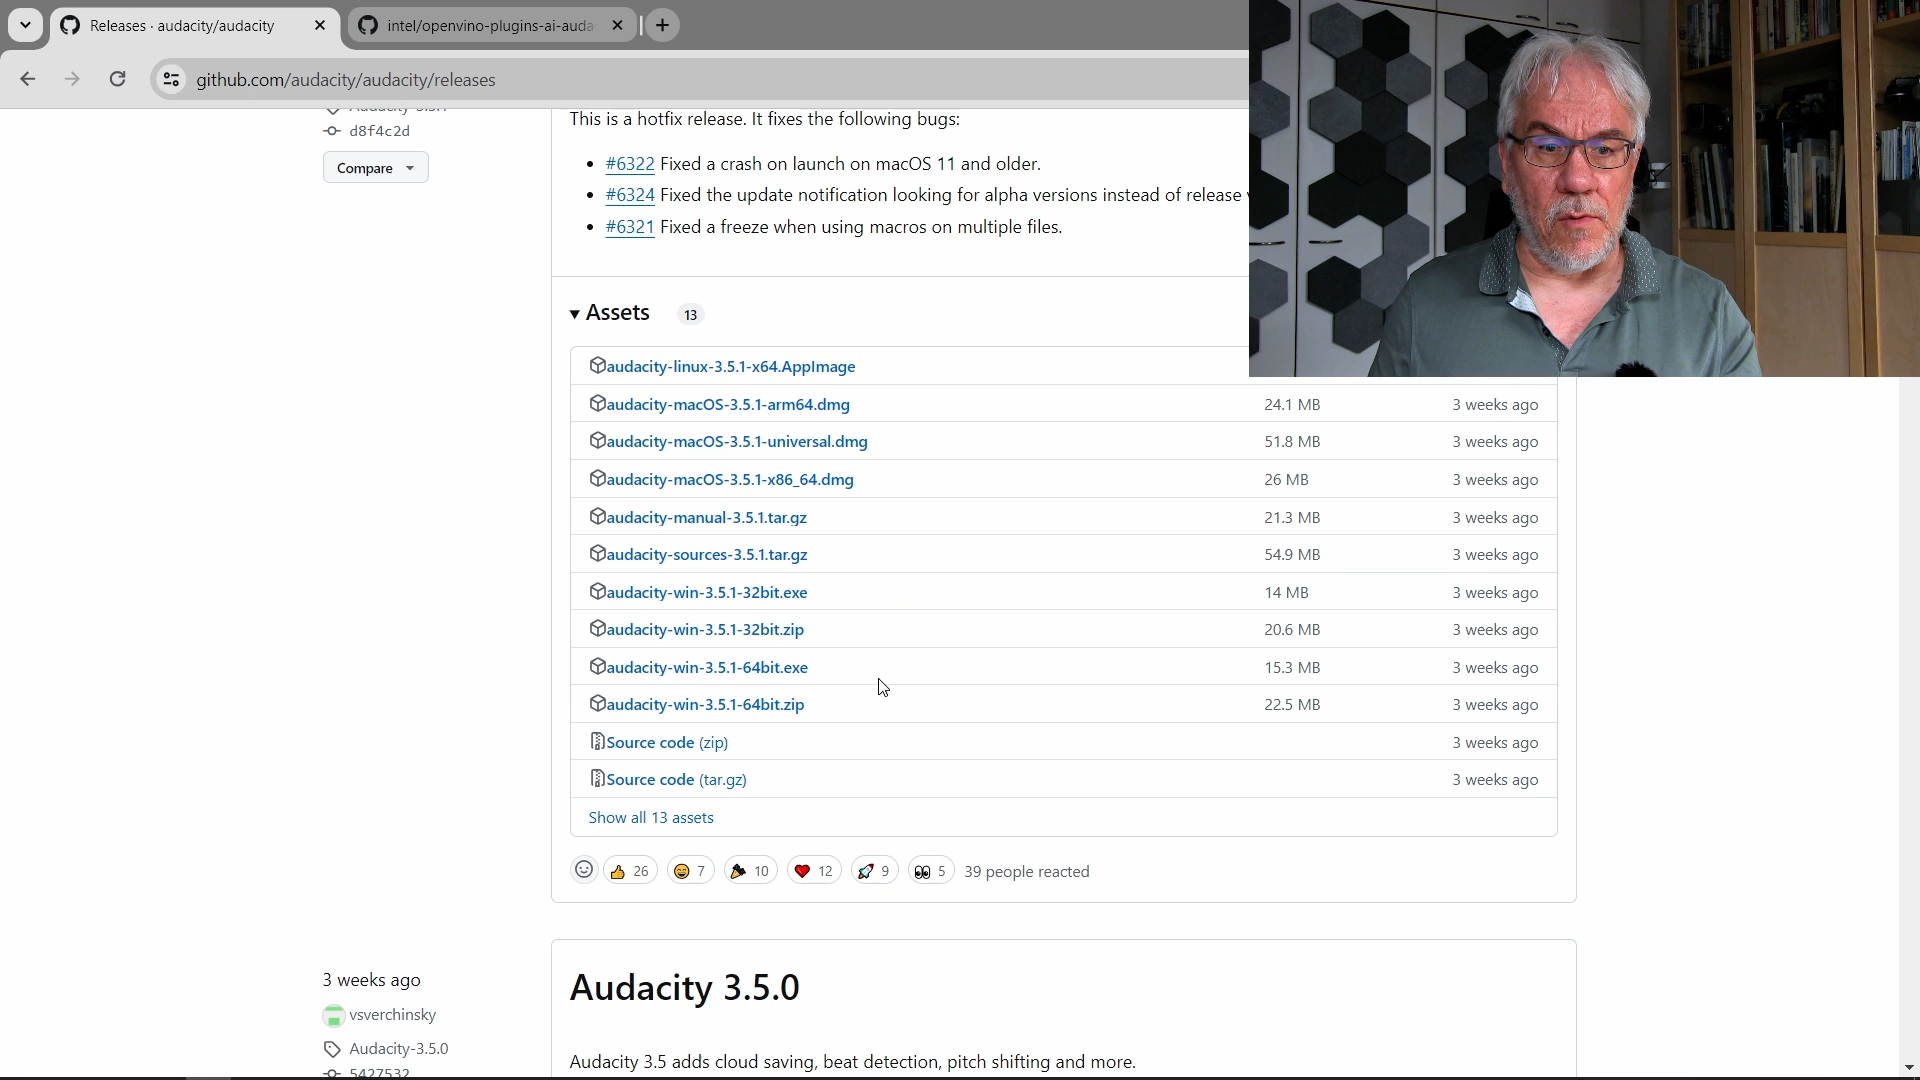 Releases · audacity/audacity
intel/openvino-plugins-ai-auda
github.com/audacity/audacity/releases
d8f4c2d
Compare
This is a hotfix release. It fixes the following bugs:
#6322 Fixed a crash on launch on macOS 11 and older.
#6324 Fixed the update notification looking for alpha versions instead of release
#6321 Fixed a freeze when using macros on multiple files.
Assets 13
audacity-linux-3.5.1-x64.AppImage
audacity-macOS-3.5.1-arm64.dmg 24.1 MB 3 weeks ago
audacity-macOS-3.5.1-universal.dmg 51.8 MB 3 weeks ago
audacity-macOS-3.5.1-x86_64.dmg 26 MB 3 weeks ago
audacity-manual-3.5.1.tar.gz 21.3 MB 3 weeks ago
audacity-sources-3.5.1.tar.gz 54.9 MB 3 weeks ago
audacity-win-3.5.1-32bit.exe 14 MB 3 weeks ago
audacity-win-3.5.1-32bit.zip 20.6 MB 3 weeks ago
audacity-win-3.5.1-64bit.exe 15.3 MB 3 weeks ago
audacity-win-3.5.1-64bit.zip 22.5 MB 3 weeks ago
Source code (zip) 3 weeks ago
Source code (tar.gz) 3 weeks ago
Show all 13 assets
26 7 10 12 9 5 39 people reacted
3 weeks ago
vsverchinsky
Audacity-3.5.0
5427532
Audacity 3.5.0
Audacity 3.5 adds cloud saving, beat detection, pitch shifting and more.